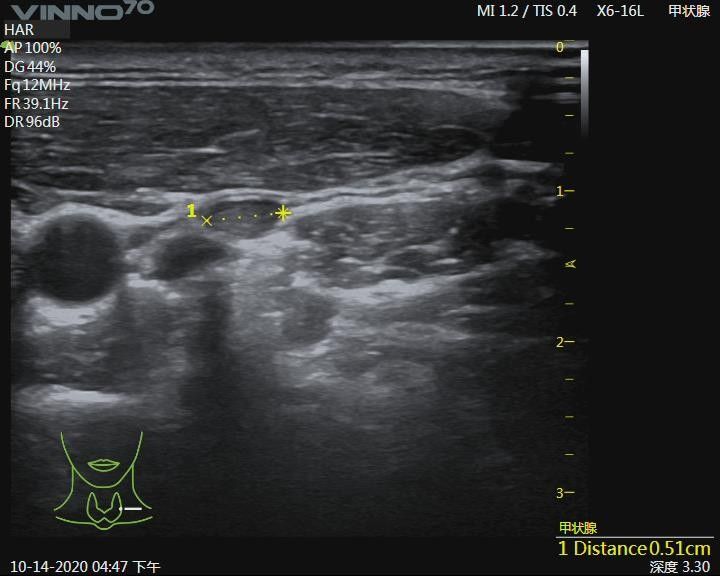 VINNO70
MI 1.2 / TIS 0.4 X6-16L 甲状腺
HAR
AP 100%
DG 44%
Fq 12MHz
FR 39.1Hz
DR 96dB
0
1
1
2
3
甲状腺
1 Distance 0.51cm
10-14-2020 04:47 下午
深度 3.30